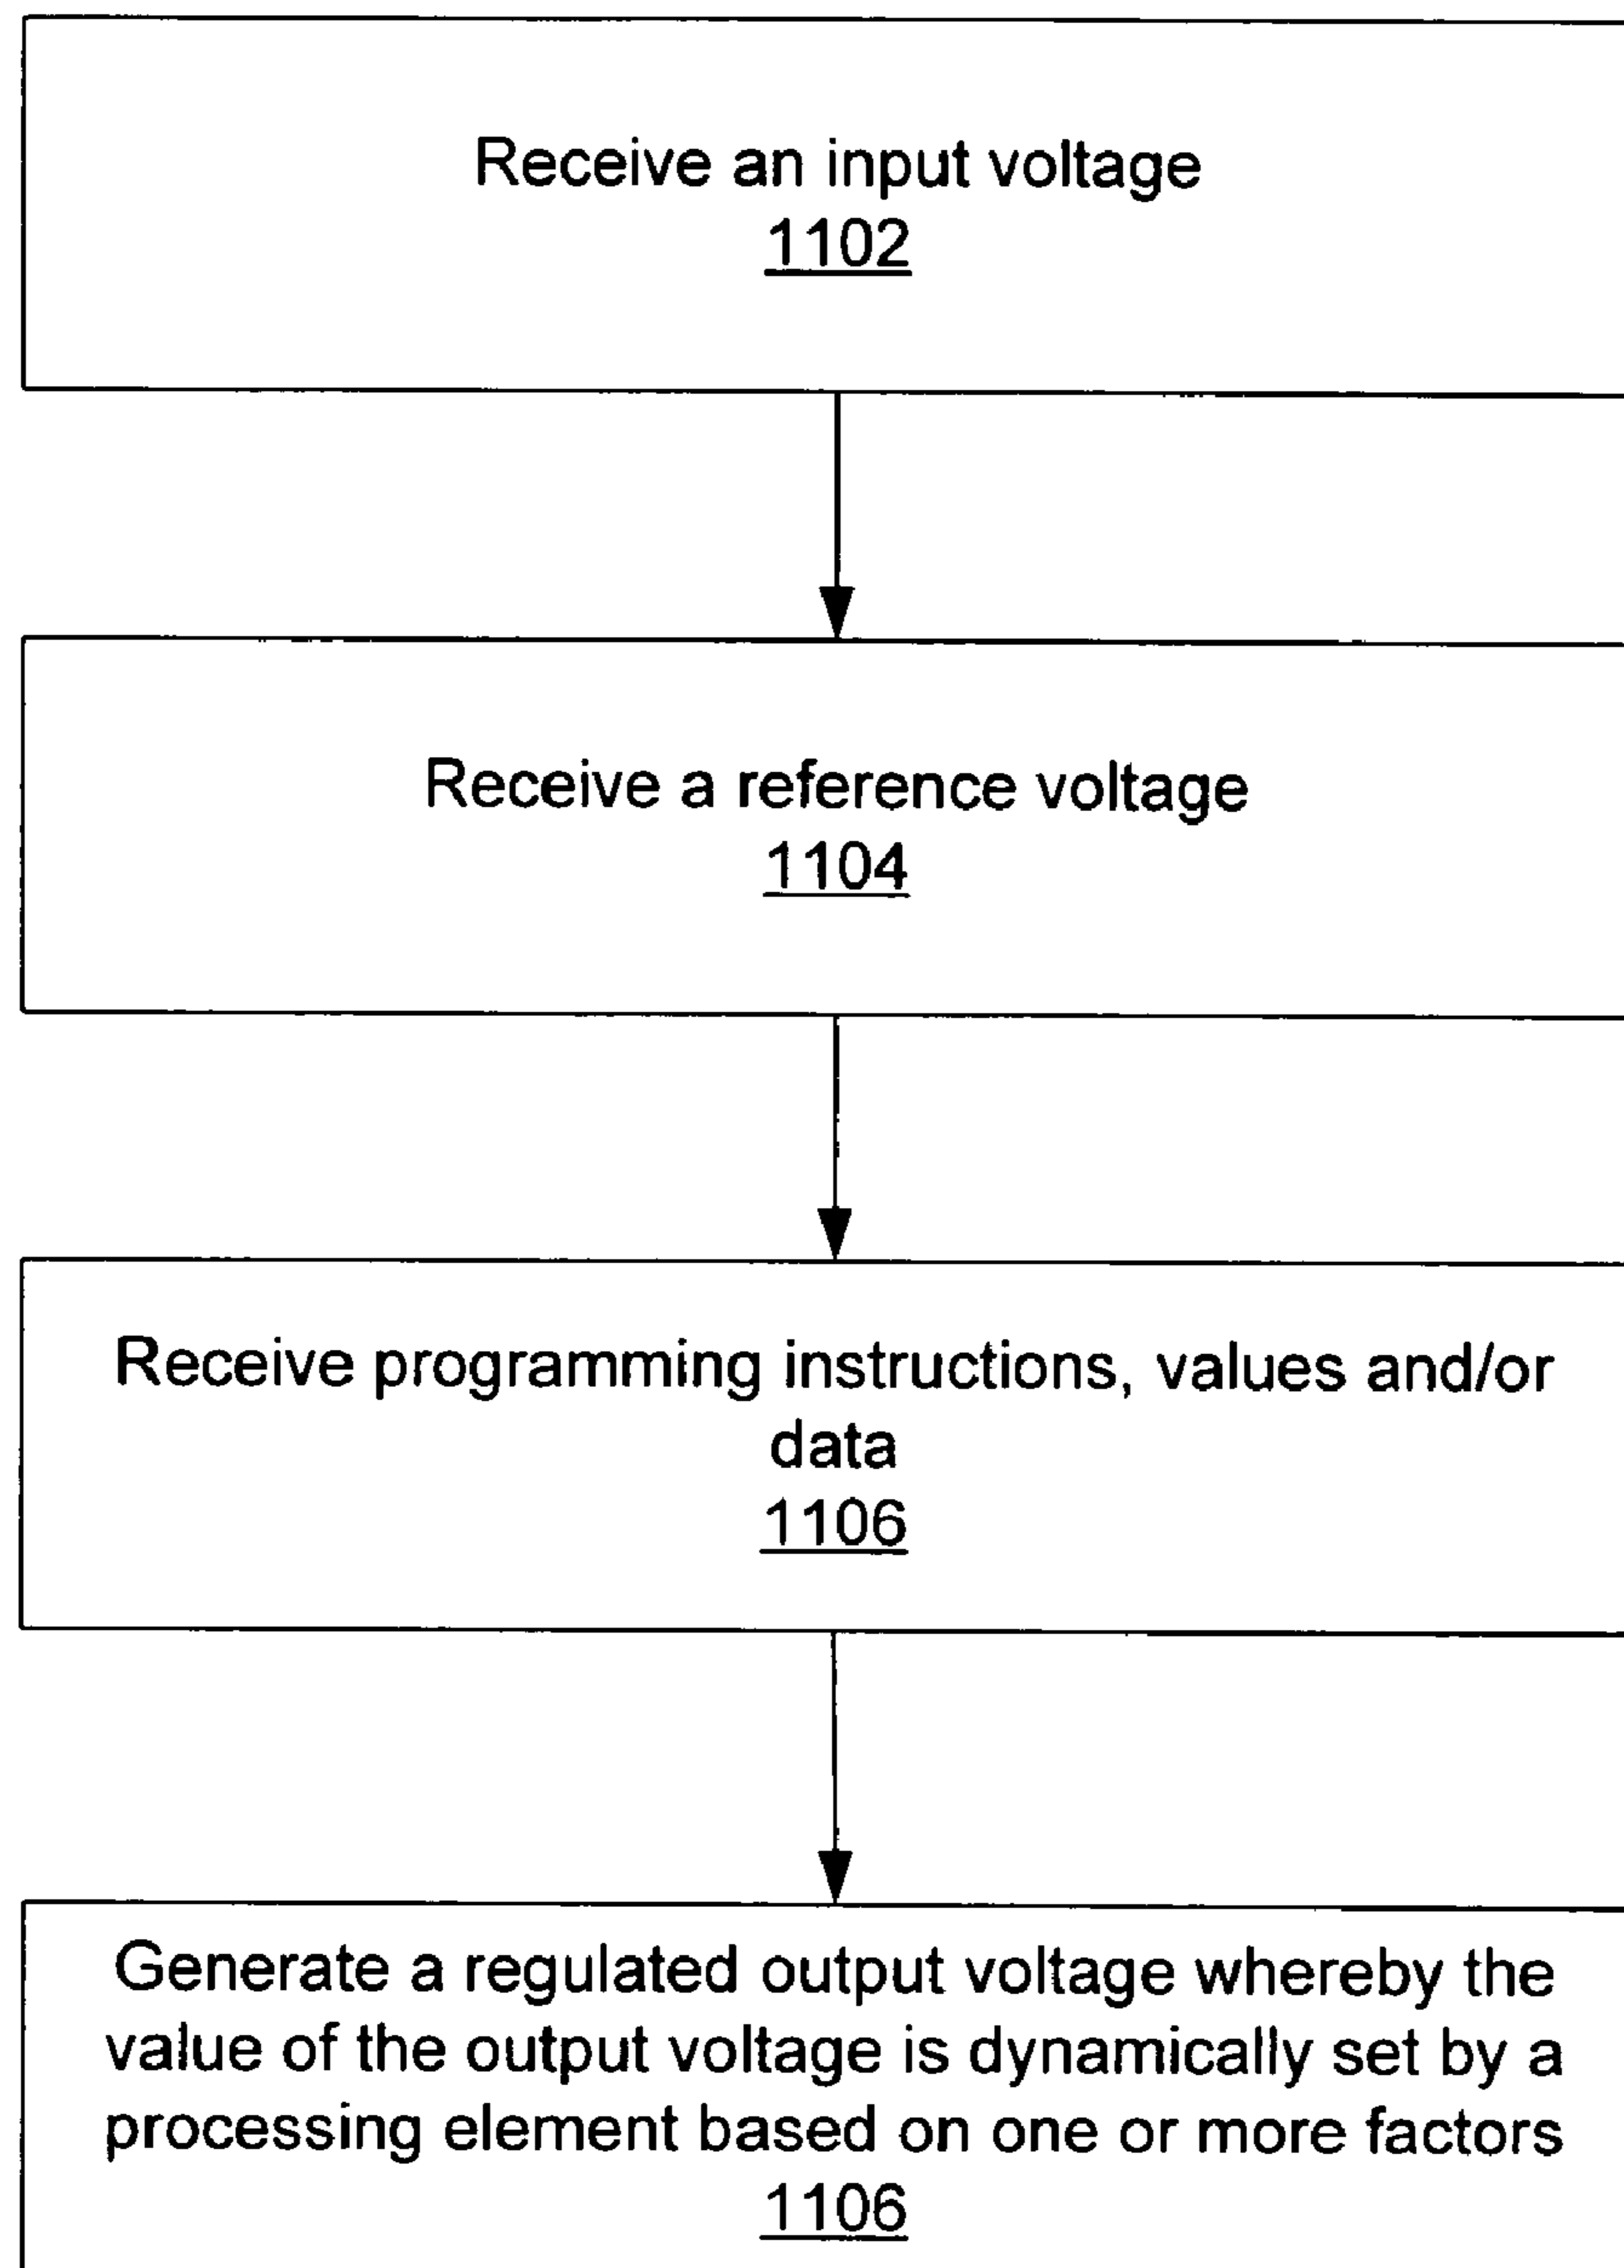 Receive an input voltage
1102
Receive a reference voltage
1104
Receive programming instructions, values and/or
data
1106
Generate a regulated output voltage whereby the
value of the output voltage is dynamically set by a
processing element based on one or more factors
1106